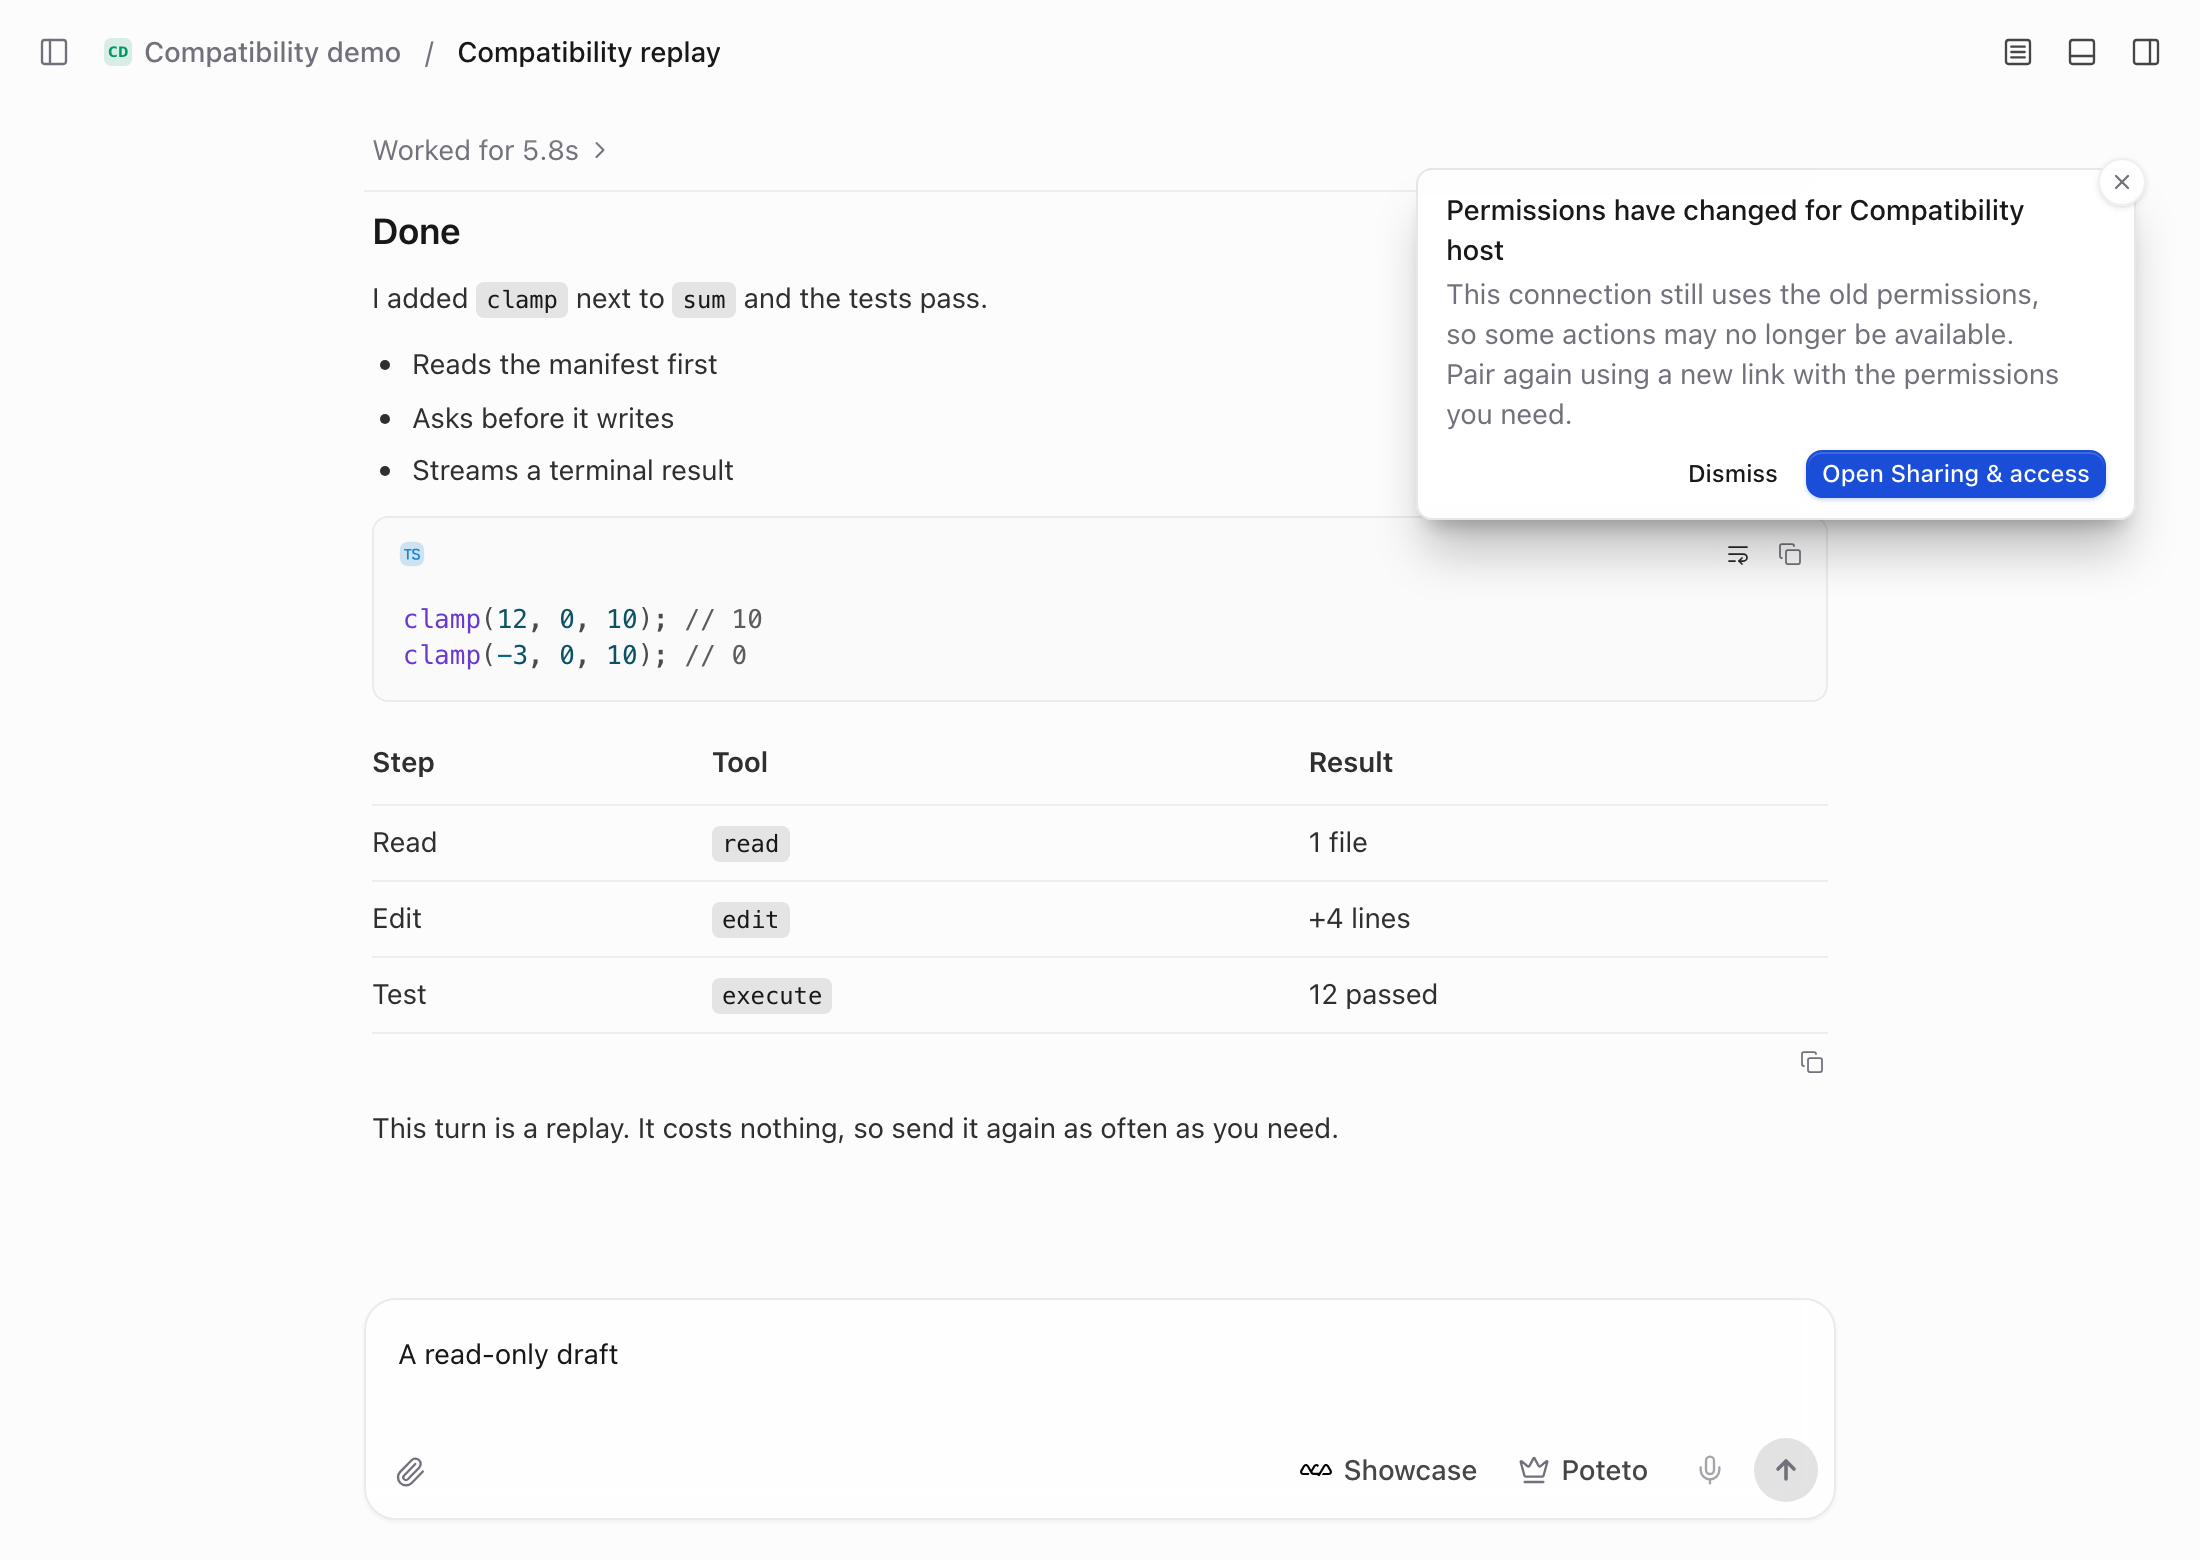 CD Compatibility demo / Compatibility replay
Worked for 5.8s
Done
I added clamp next to sum and the tests pass.
Reads the manifest first
Asks before it writes
Streams a terminal result
Permissions have changed for Compatibility
host
This connection still uses the old permissions,
so some actions may no longer be available.
Pair again using a new link with the permissions
you need.
Dismiss Open Sharing & access
TS
clamp(12, 0, 10); // 10
clamp(-3, 0, 10); // 0
Step Tool Result
Read read 1 file
Edit edit +4 lines
Test execute 12 passed
This turn is a replay. It costs nothing, so send it again as often as you need.
A read-only draft
Showcase Poteto